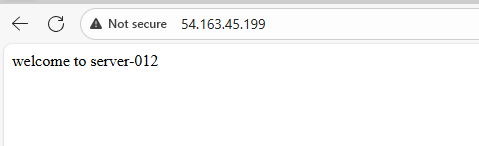 Not secure 54.163.45.199
welcome to server-012